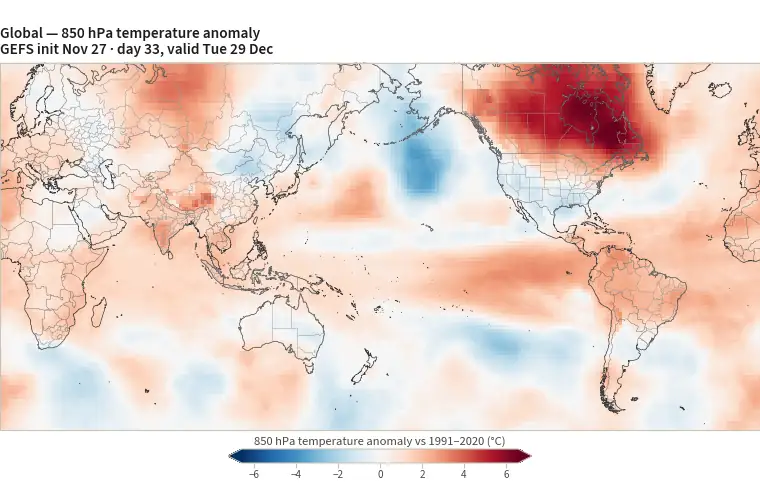 Global — 850 hPa temperature anomaly
GEFS init Nov 27 · day 33, valid Tue 29 Dec
850 hPa temperature anomaly vs 1991–2020 (°C)
−6 −4 −2 0 2 4 6